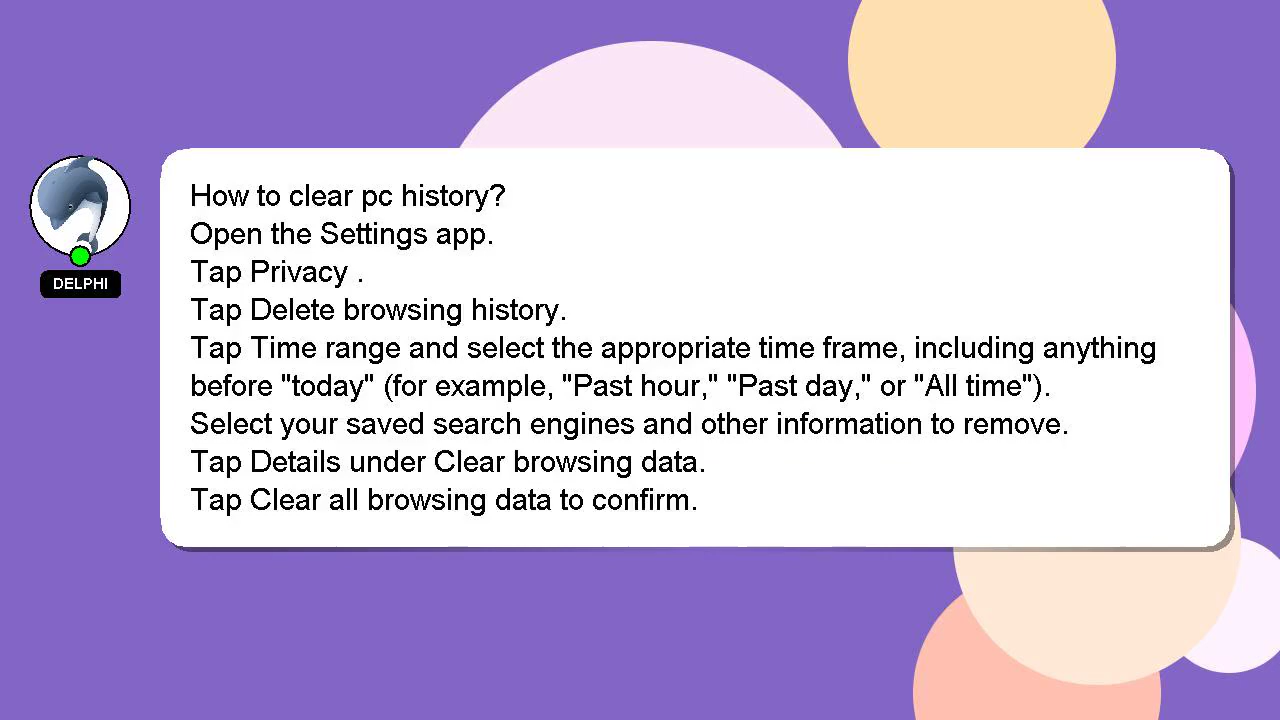 DELPHI
How to clear pc history?
Open the Settings app.
Tap Privacy .
Tap Delete browsing history.
Tap Time range and select the appropriate time frame, including anything
before "today" (for example, "Past hour," "Past day," or "All time").
Select your saved search engines and other information to remove.
Tap Details under Clear browsing data.
Tap Clear all browsing data to confirm.